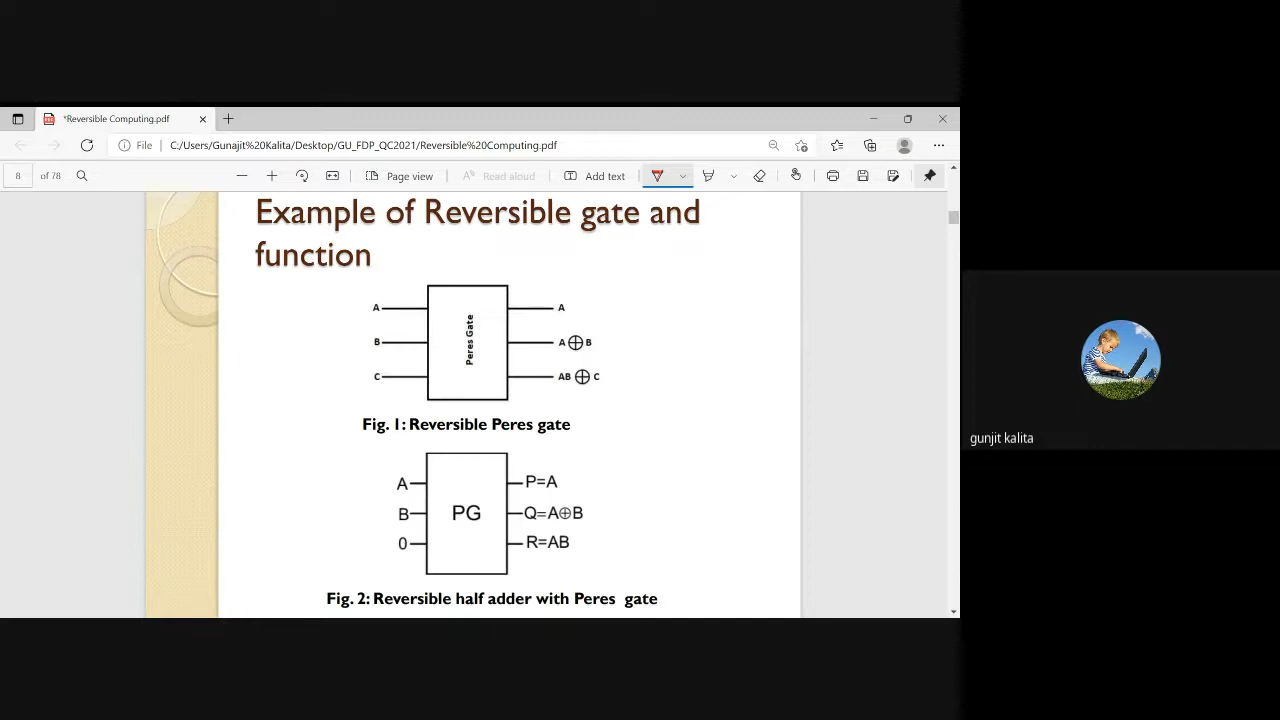 *Reversible Computing.pdf
File
C:/Users/Gunajit%20Kalita/Desktop/GU_FDP_QC2021/Reversible%20Computing.pdf
8 of 78
Page view
Read aloud
Add text
Example of Reversible gate and
function
A A
B A ⊕ B
C AB ⊕ C
Peres Gate
Fig. 1: Reversible Peres gate
A P=A
B PG Q=A⊕B
0 R=AB
Fig. 2: Reversible half adder with Peres gate
gunjit kalita